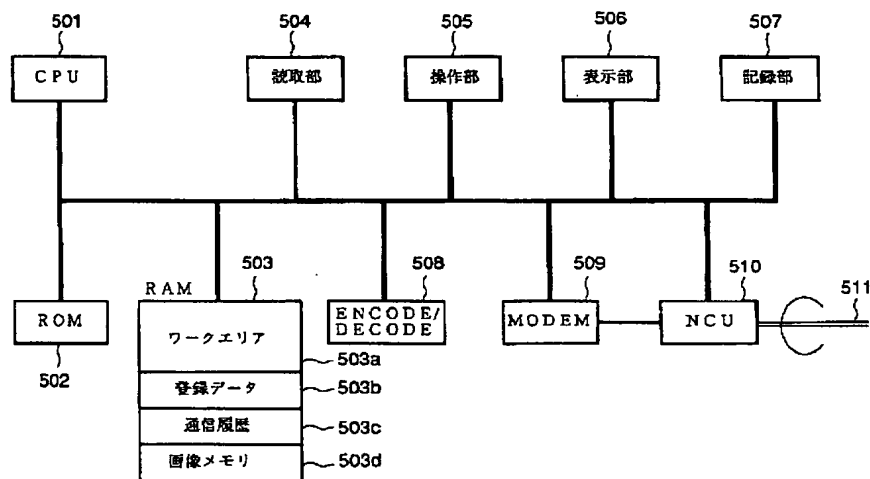 501
504
505
506
507
CPU
読取部
操作部
表示部
記録部
RAM
503
508
509
510
511
ROM
502
ワークエリア
503a
登録データ
503b
通信履歴
503c
画像メモリ
503d
ENCODE/
DECODE
MODEM
NCU